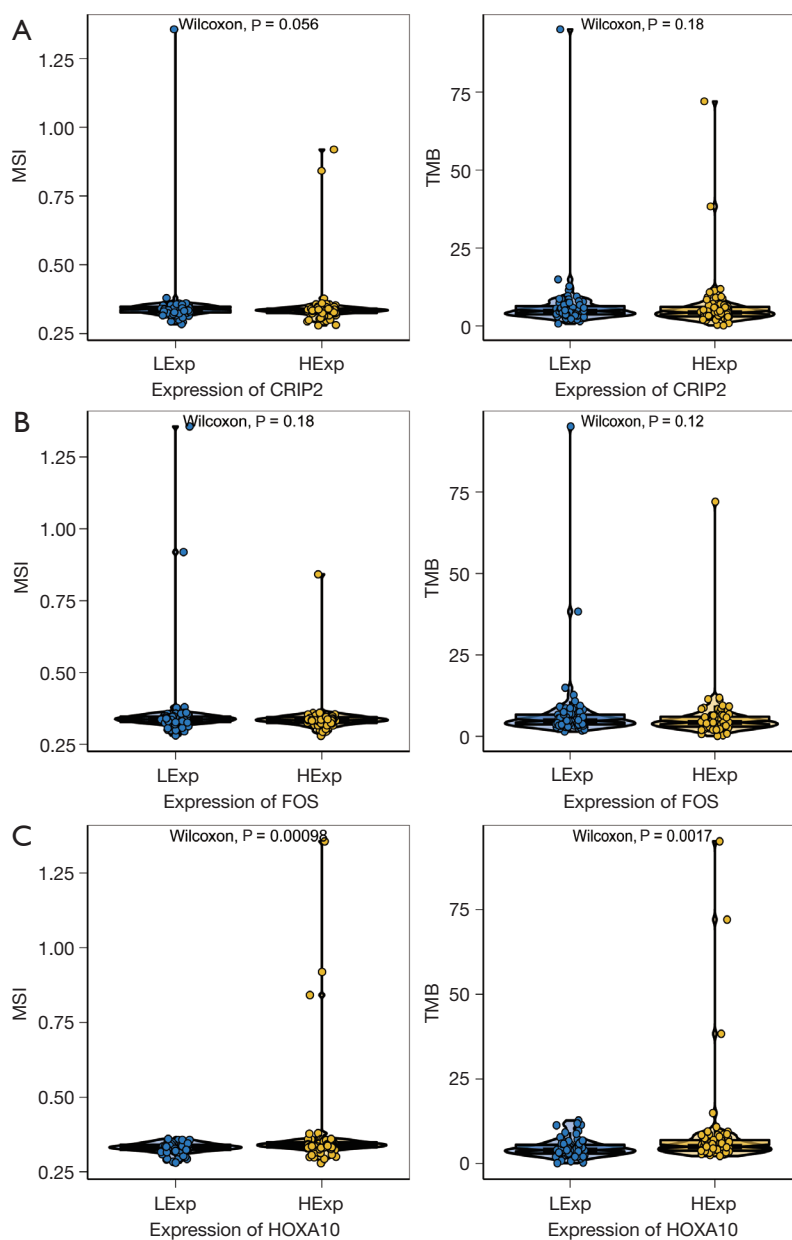 A
Wilcoxon, P = 0.056
MSI
1.25
1.00
0.75
0.50
0.25
LExp
HExp
Expression of CRIP2
Wilcoxon, P = 0.18
TMB
75
50
25
0
LExp
HExp
Expression of CRIP2
B
Wilcoxon, P = 0.18
MSI
1.25
1.00
0.75
0.50
0.25
LExp
HExp
Expression of FOS
Wilcoxon, P = 0.12
TMB
75
50
25
0
LExp
HExp
Expression of FOS
C
Wilcoxon, P = 0.00098
MSI
1.25
1.00
0.75
0.50
0.25
LExp
HExp
Expression of HOXA10
Wilcoxon, P = 0.0017
TMB
75
50
25
0
LExp
HExp
Expression of HOXA10